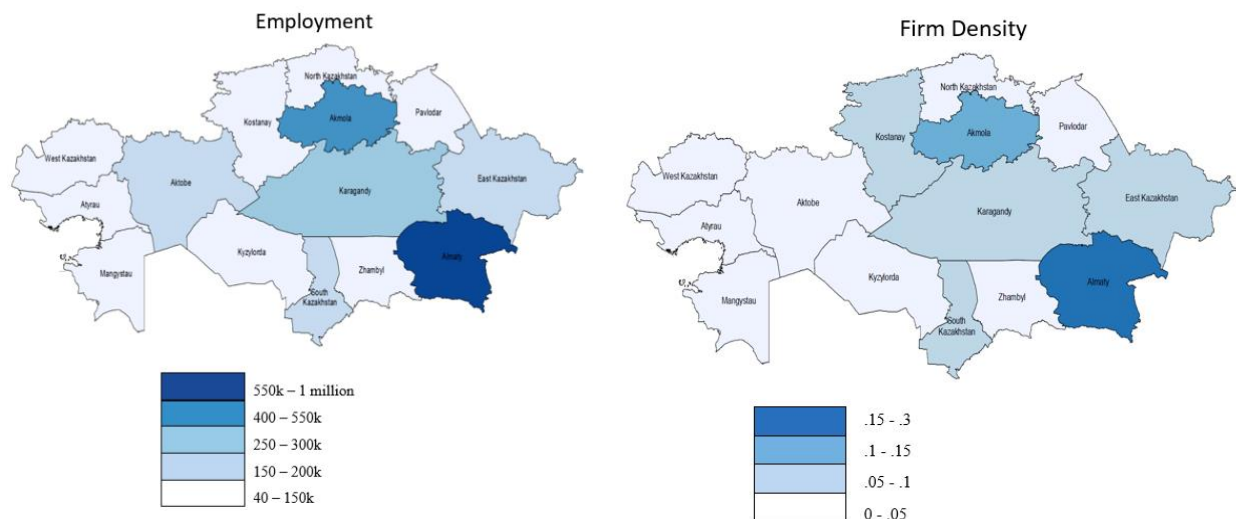 Employment
North Kazakhstan
Kostanay
Akmola
Pavlodar
West Kazakhstan
Aktobe
Karagandy
East Kazakhstan
Atyrau
Mangystau
Kyzylorda
South
Kazakhstan
Zhambyl
Almaty
550k – 1 million
400 – 550k
250 – 300k
150 – 200k
40 – 150k
Firm Density
North Kazakhstan
Kostanay
Akmola
Pavlodar
West Kazakhstan
Aktobe
Karagandy
East Kazakhstan
Atyrau
Mangystau
Kyzylorda
South
Kazakhstan
Zhambyl
Almaty
.15 - .3
.1 - .15
.05 - .1
0 - .05